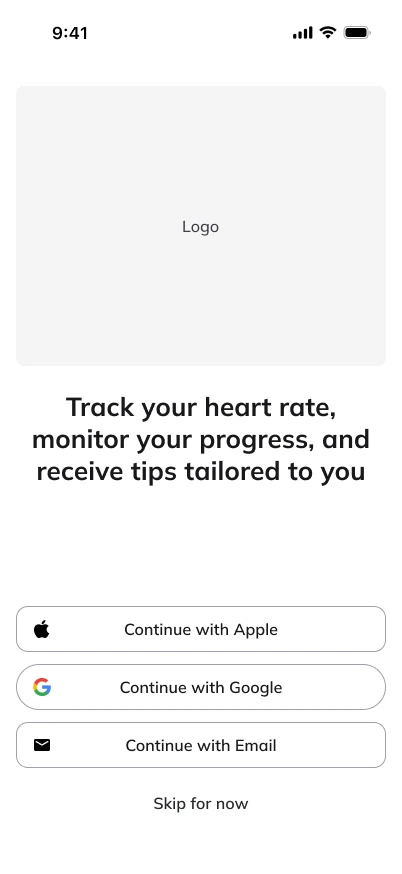 9:41
Logo
Track your heart rate,
monitor your progress, and
receive tips tailored to you
Continue with Apple
Continue with Google
Continue with Email
Skip for now